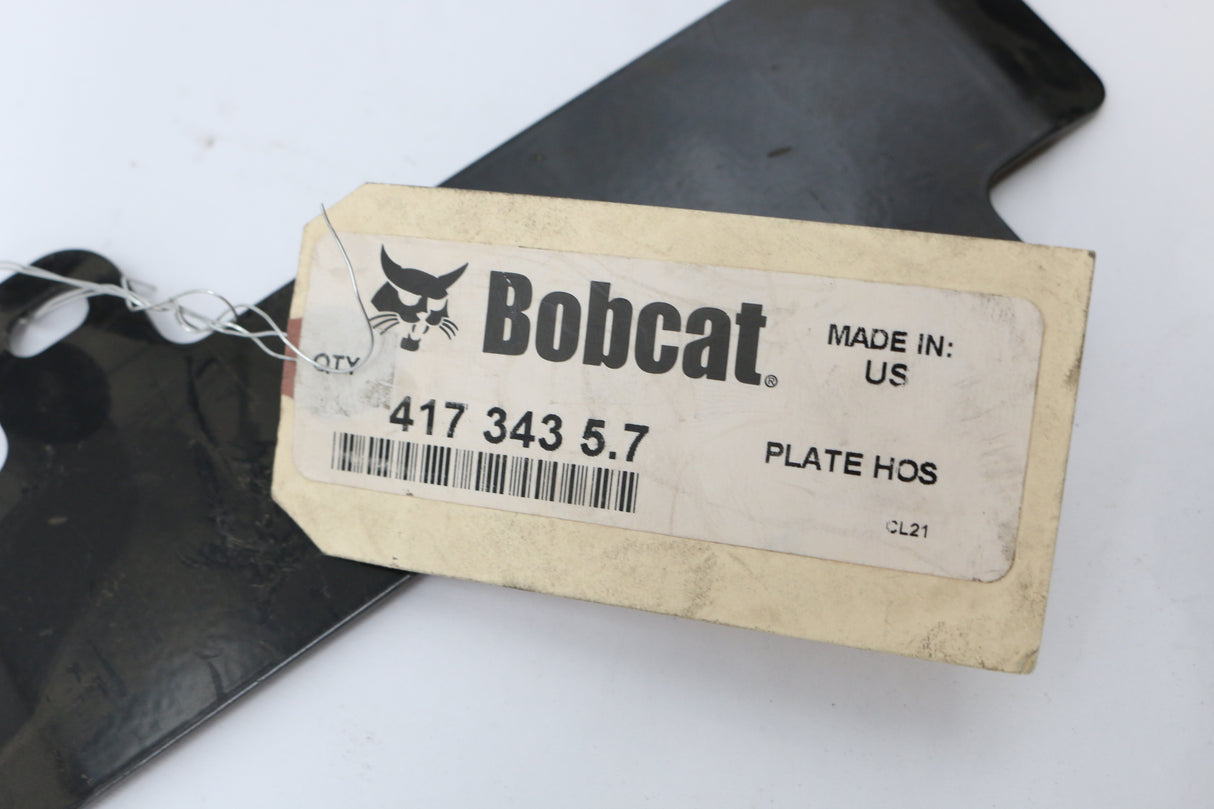 Bobcat®
MADE IN:
US
QTY
417 343 5.7
PLATE HOS
CL21